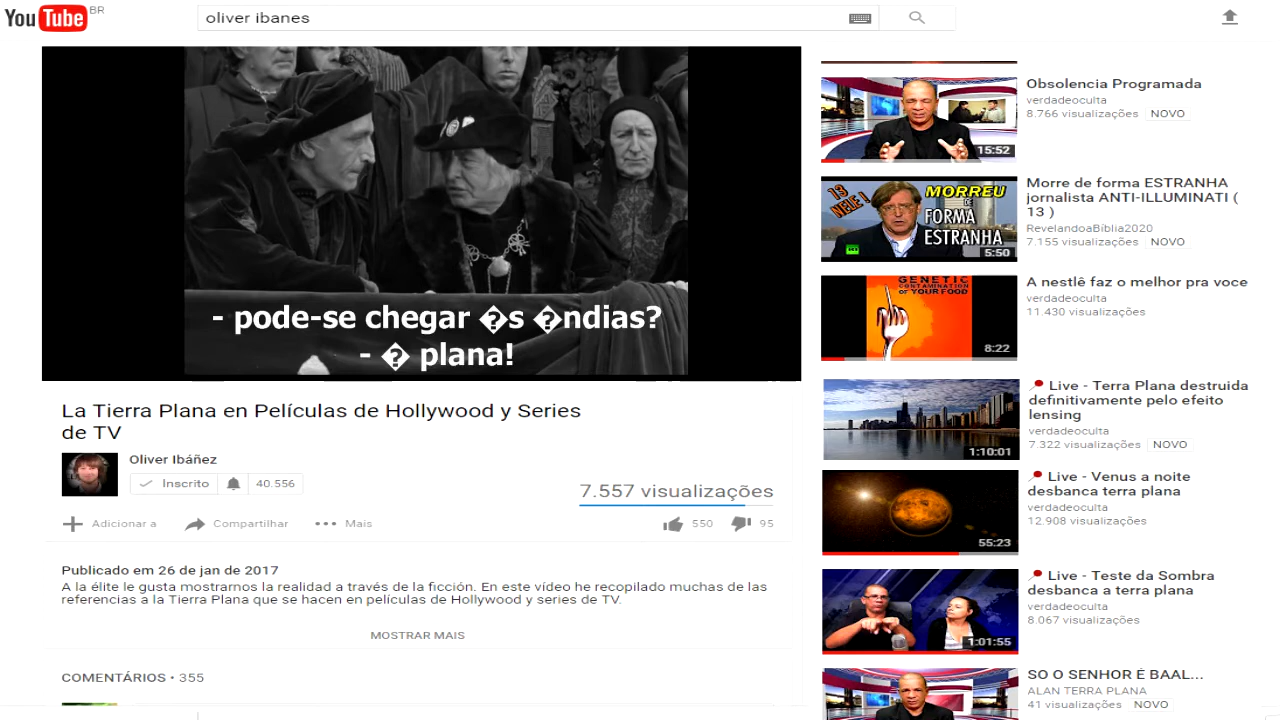 You Tube BR
oliver ibanes
- pode-se chegar �s �ndias?
- � plana!
La Tierra Plana en Películas de Hollywood y Series
de TV
Oliver Ibáñez
Inscrito 40.556
7.557 visualizações
Adicionar a Compartilhar Mais 550 95
Publicado em 26 de jan de 2017
A la élite le gusta mostrarnos la realidad a través de la ficción. En este vídeo he recopilado muchas de las
referencias a la Tierra Plana que se hacen en películas de Hollywood y series de TV.
MOSTRAR MAIS
COMENTÁRIOS • 355
15:52
Obsolencia Programada
verdadeoculta
8.766 visualizações NOVO
13
NELE !
MORREU
DE
FORMA
ESTRANHA
5:50
Morre de forma ESTRANHA
jornalista ANTI-ILLUMINATI (
13 )
RevelandoaBíblia2020
7.155 visualizações NOVO
GENETIC
CONTAMINATION
OF YOUR FOOD
8:22
A nestlê faz o melhor pra voce
verdadeoculta
11.430 visualizações
1:10:01
Live - Terra Plana destruida
definitivamente pelo efeito
lensing
verdadeoculta
7.322 visualizações NOVO
55:23
Live - Venus a noite
desbanca terra plana
verdadeoculta
12.908 visualizações
1:01:55
Live - Teste da Sombra
desbanca a terra plana
verdadeoculta
8.067 visualizações
SO O SENHOR É BAAL...
ALAN TERRA PLANA
41 visualizações NOVO